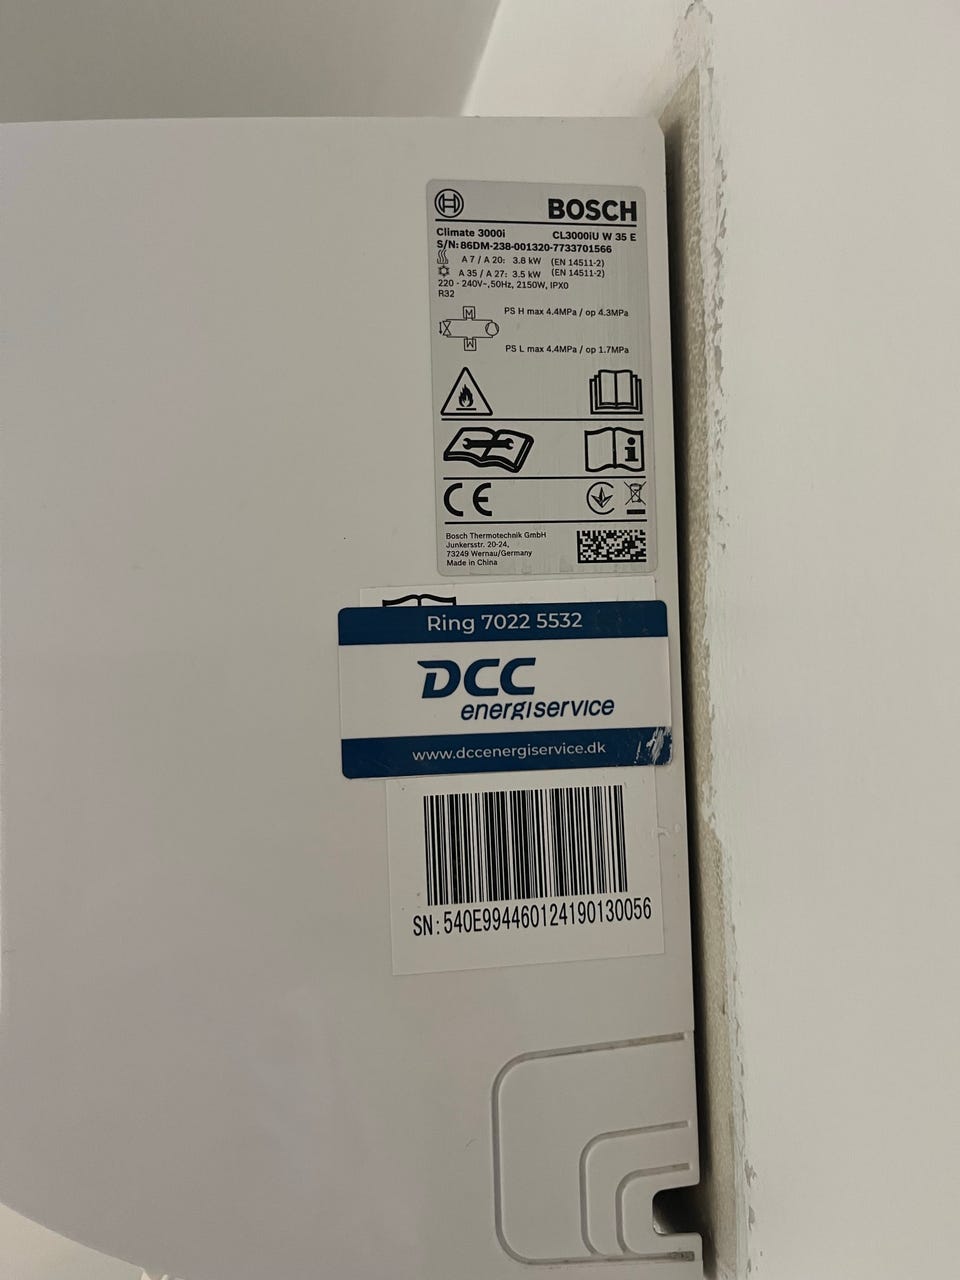 BOSCH
Climate 3000i CL3000iU W 35 E
S/N: 86DM-238-001320-7733701566
A 7 / A 20: 3.8 kW (EN 14511-2)
A 35 / A 27: 3.5 kW (EN 14511-2)
220 - 240V~,50Hz, 2150W, IPX0
R32
M
PS H max 4.4MPa / op 4.3MPa
W
PS L max 4.4MPa / op 1.7MPa
i
CE
Bosch Thermotechnik GmbH
Junkersstr. 20-24,
73249 Wernau/Germany
Made in China
Ring 7022 5532
DCC
energiservice
www.dccenergiservice.dk
SN:540E994460124190130056